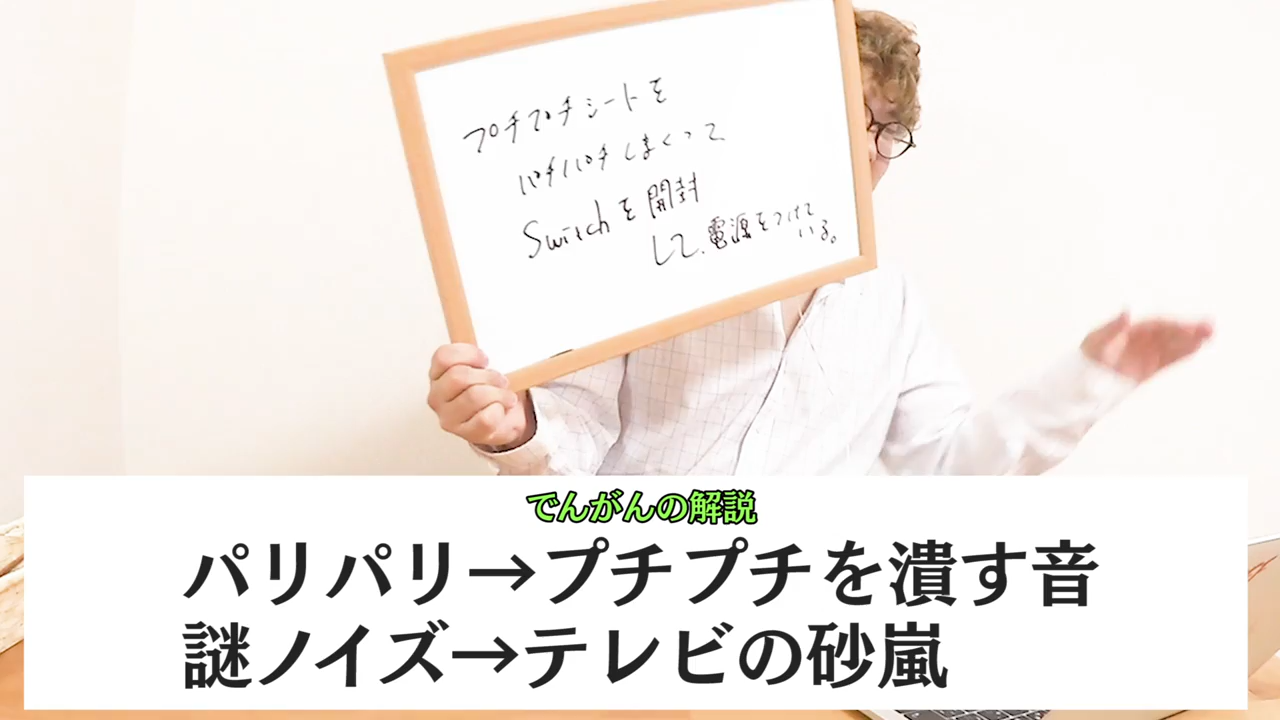 プチプチシートを
パチパチしまくって
Switchを開封
して、電源をつけて
いる。
でんがんの解説
パリパリ→プチプチを潰す音
謎ノイズ→テレビの砂嵐